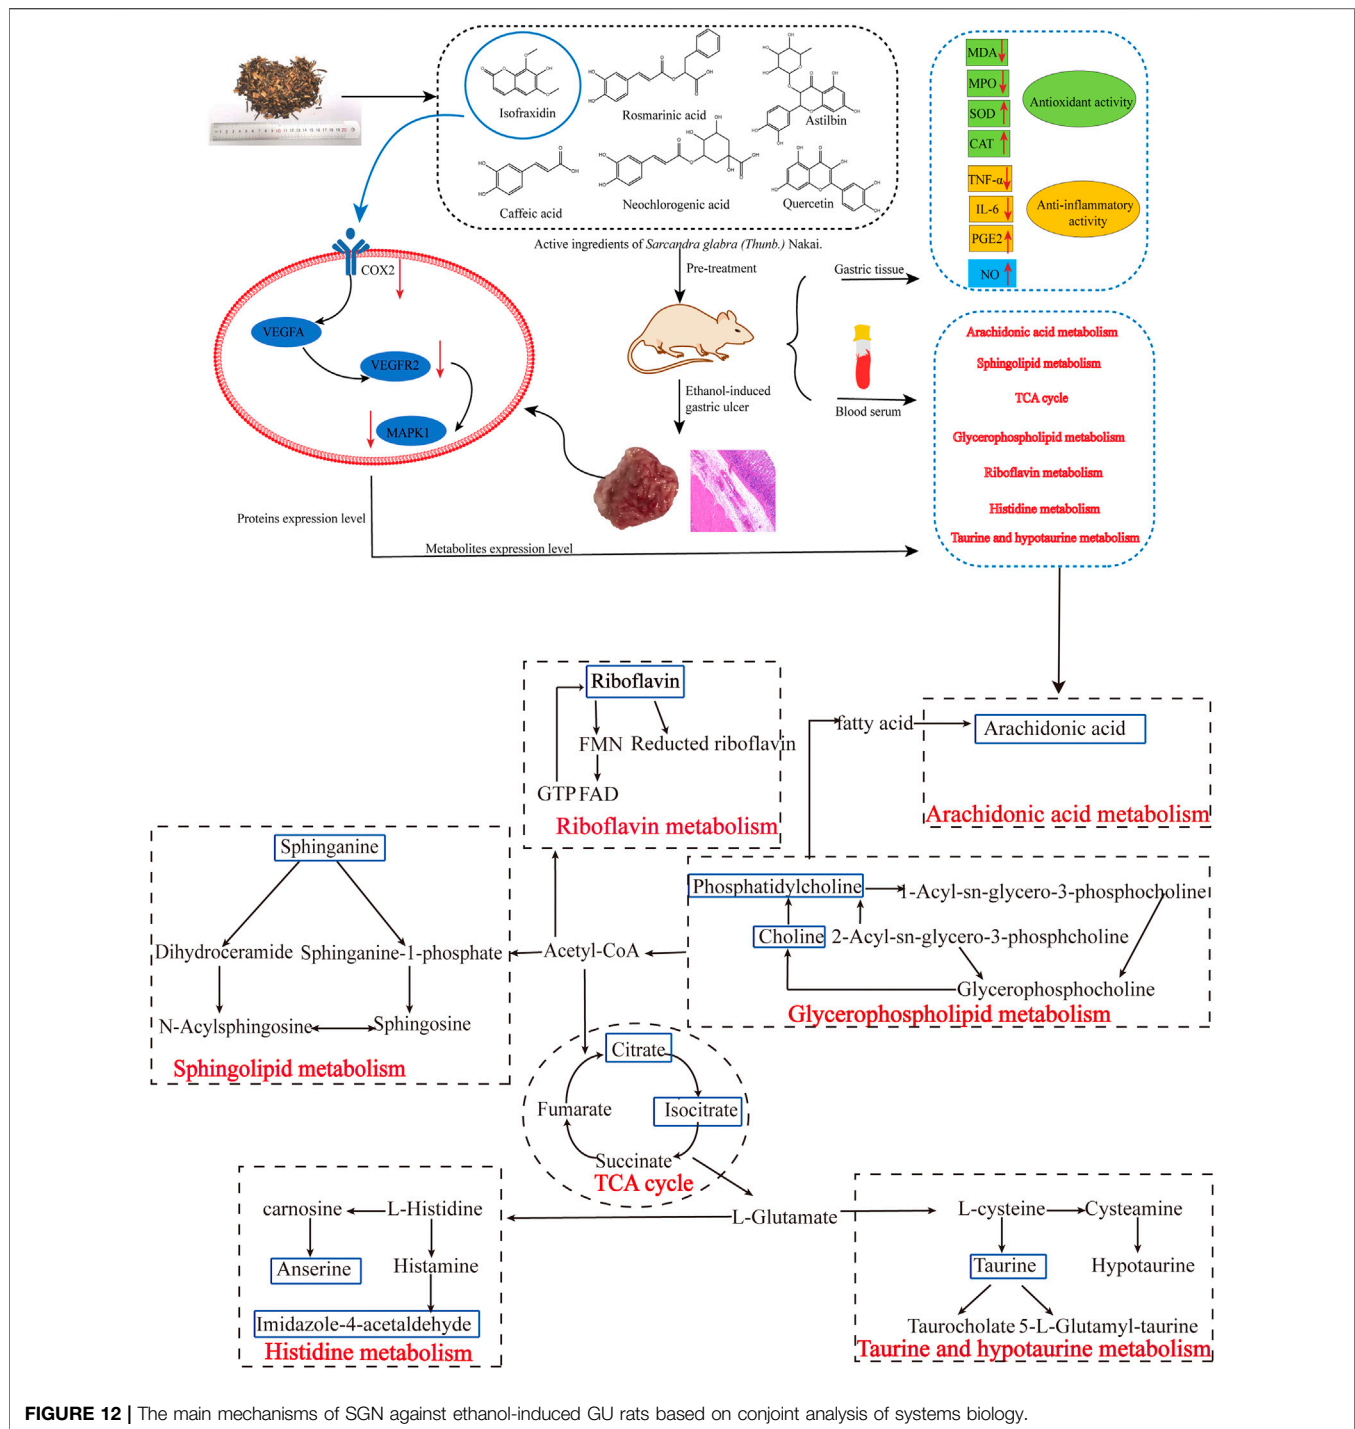 Isofraxidin
Rosmarinic acid
Astilbin
Caffeic acid
Neochlorogenic acid
Quercetin
Active ingredients of Sarcandra glabra (Thunb.) Nakai.
MDA
MPO
SOD
CAT
Antioxidant activity
TNF-α
IL-6
PGE2
NO
Anti-inflammatory
activity
COX2
VEGFA
VEGFR2
MAPK1
Pre-treatment
Ethanol-induced
gastric ulcer
Gastric tissue
Blood serum
Arachidonic acid metabolism
Sphingolipid metabolism
TCA cycle
Glycerophospholipid metabolism
Riboflavin metabolism
Histidine metabolism
Taurine and hypotaurine metabolism
Proteins expression level
Metabolites expression level
Riboflavin
FMN Reducted riboflavin
GTP FAD
Riboflavin metabolism
fatty acid
Arachidonic acid
Arachidonic acid metabolism
Sphinganine
Dihydroceramide Sphinganine-1-phosphate
N-Acylsphingosine Sphingosine
Sphingolipid metabolism
Acetyl-CoA
Phosphatidylcholine 1-Acyl-sn-glycero-3-phosphocholine
Choline 2-Acyl-sn-glycero-3-phosphcholine
Glycerophosphocholine
Glycerophospholipid metabolism
Citrate
Fumarate Isocitrate
Succinate
TCA cycle
L-Glutamate
carnosine L-Histidine
Anserine Histamine
Imidazole-4-acetaldehyde
Histidine metabolism
L-cysteine Cysteamine
Taurine Hypotaurine
Taurocholate 5-L-Glutamyl-taurine
Taurine and hypotaurine metabolism
FIGURE 12 | The main mechanisms of SGN against ethanol-induced GU rats based on conjoint analysis of systems biology.